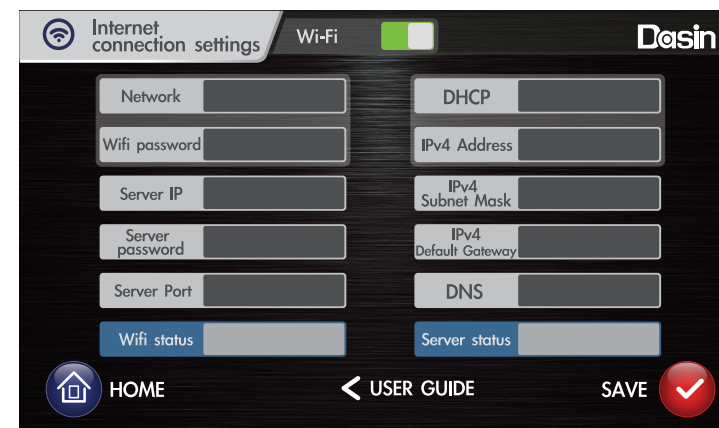 Internet
connection settings
Wi-Fi
Dasin
Network
DHCP
Wifi password
IPv4 Address
Server IP
IPv4
Subnet Mask
Server
password
IPv4
Default Gateway
Server Port
DNS
Wifi status
Server status
HOME
USER GUIDE
SAVE